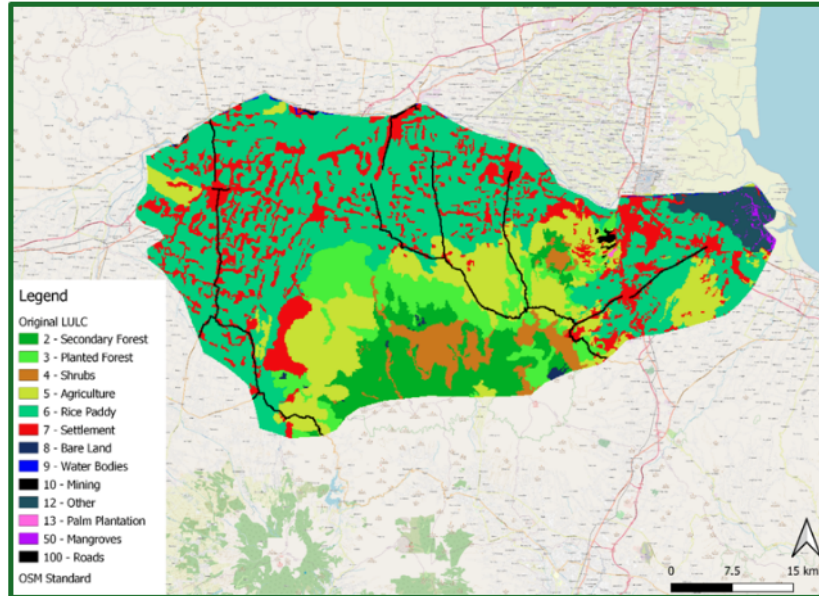 Legend
Original LULC
2 - Secondary Forest
3 - Planted Forest
4 - Shrubs
5 - Agriculture
6 - Rice Paddy
7 - Settlement
8 - Bare Land
9 - Water Bodies
10 - Mining
12 - Other
13 - Palm Plantation
50 - Mangroves
100 - Roads
OSM Standard
0 7.5 15 km